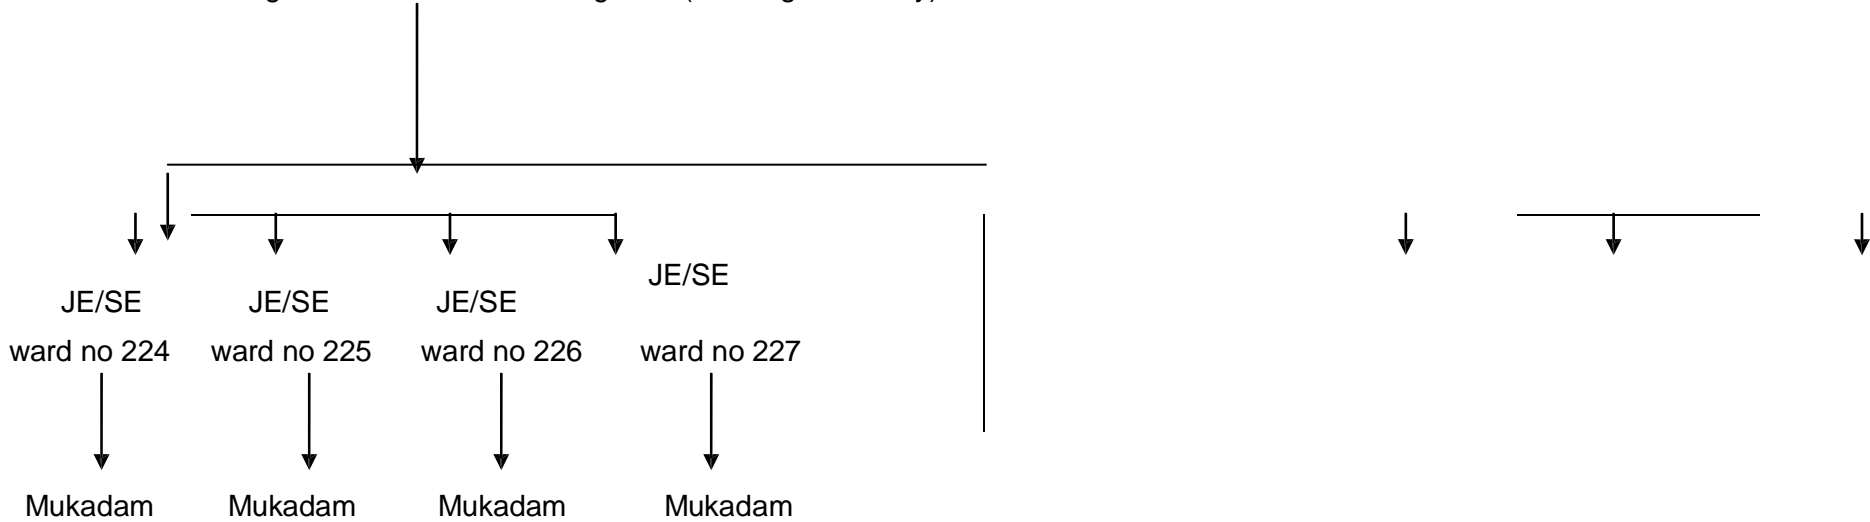 JE/SE
JE/SE JE/SE JE/SE
ward no 224 ward no 225 ward no 226 ward no 227
Mukadam Mukadam Mukadam Mukadam